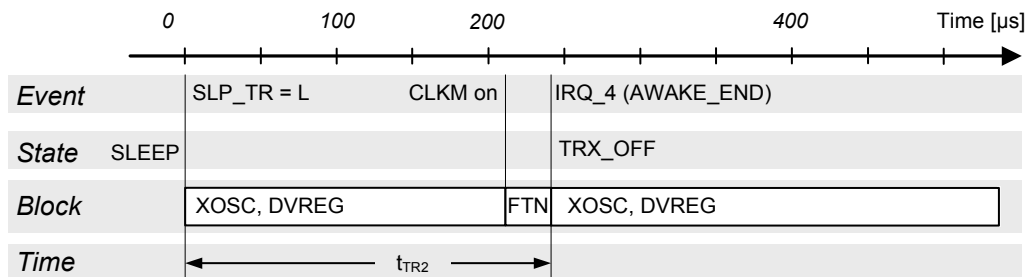 0 100 200 400 Time [µs]
Event SLP_TR = L CLKM on IRQ_4 (AWAKE_END)
State SLEEP TRX_OFF
Block XOSC, DVREG FTN XOSC, DVREG
Time tTR2